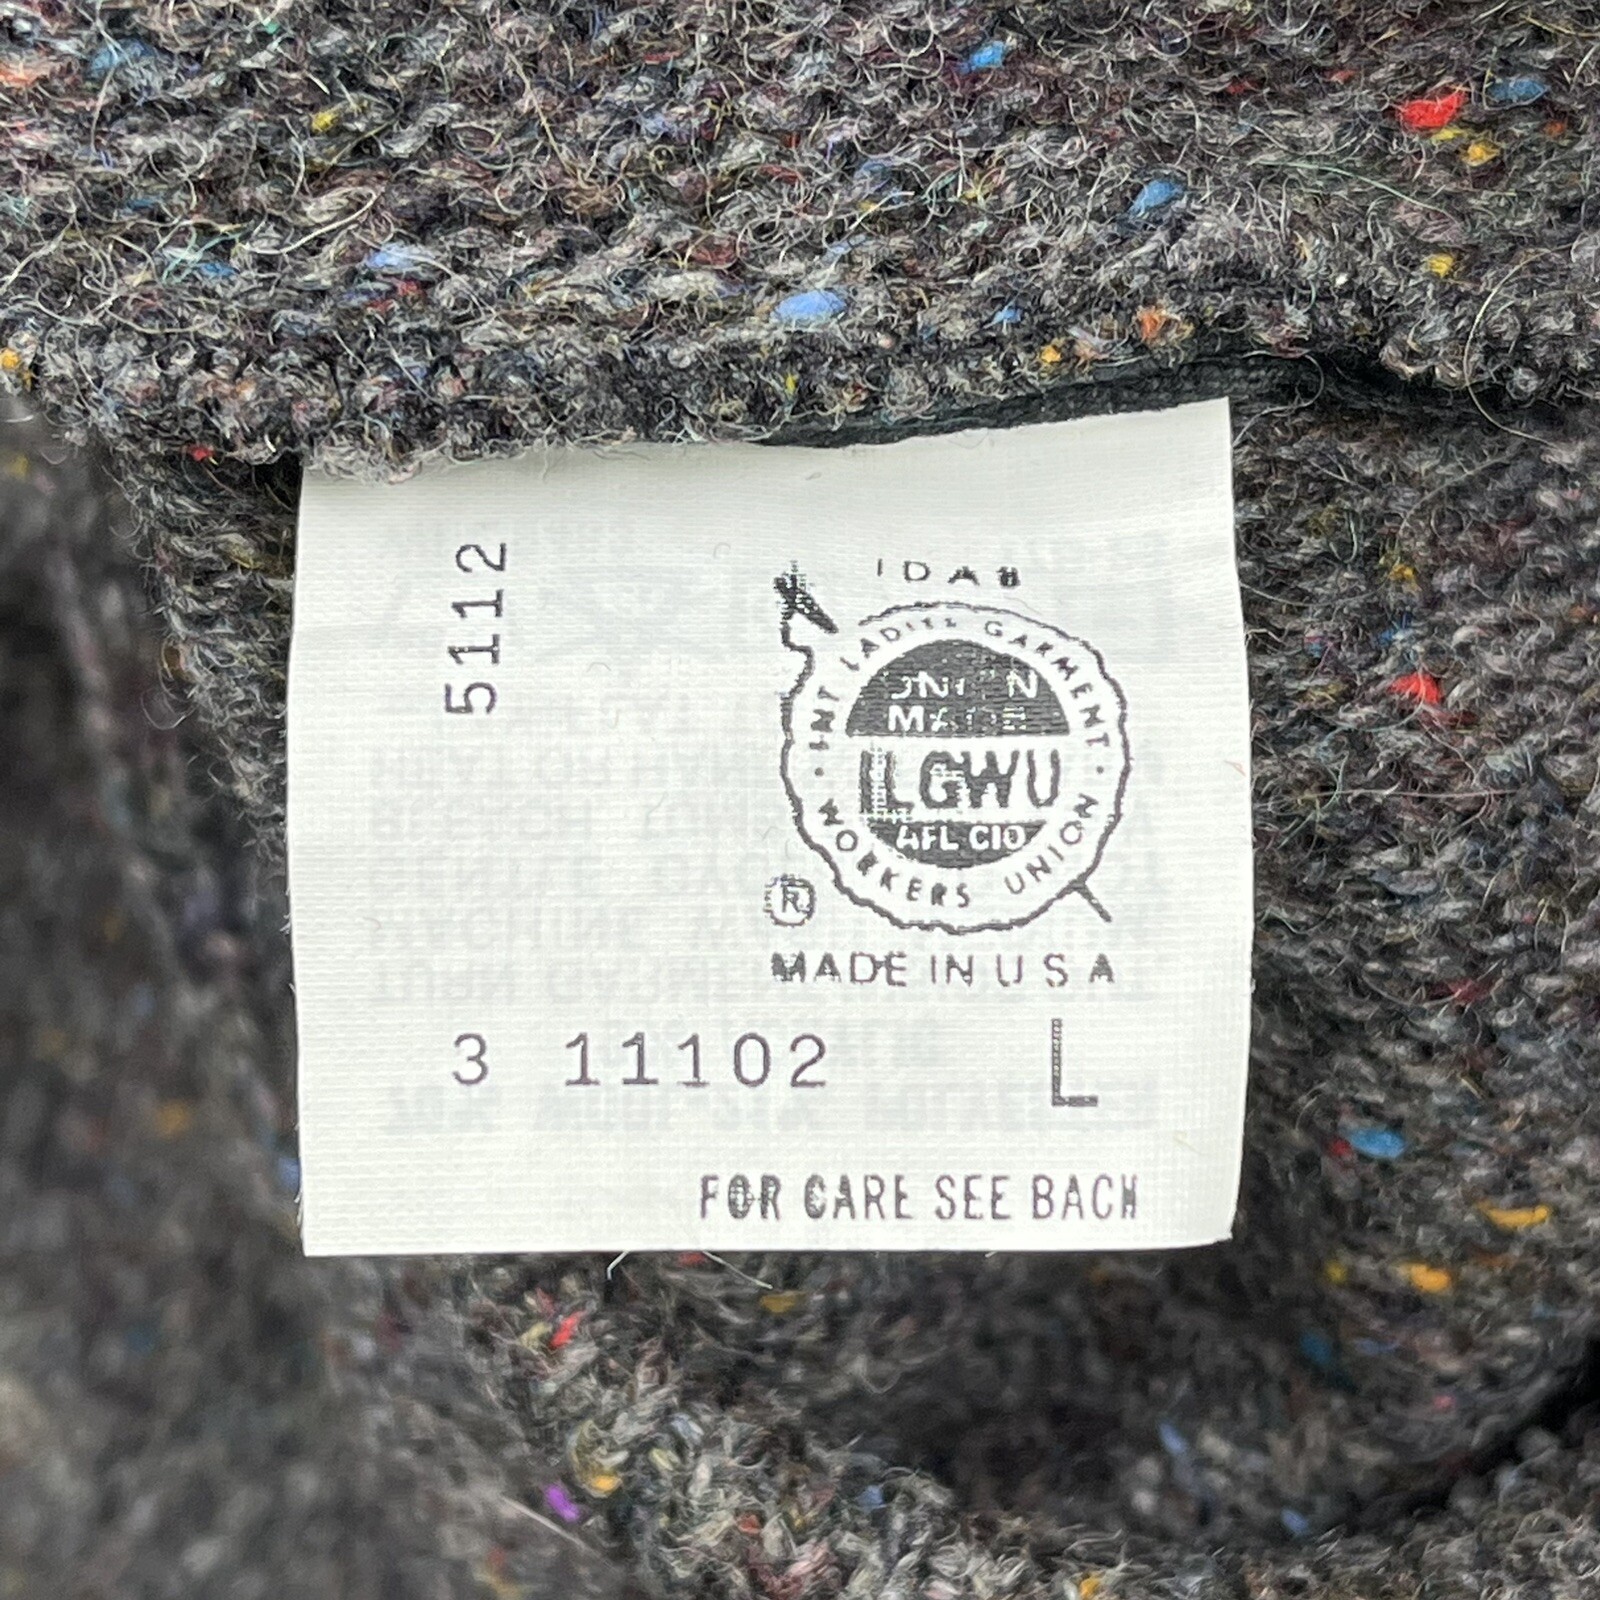 5112
IDAB
INT LADIES GARMENT
UNION
MADE
ILGWU
AFL CIO
WORKERS UNION
®
MADE IN U S A
3 11102 L
FOR CARE SEE BACK